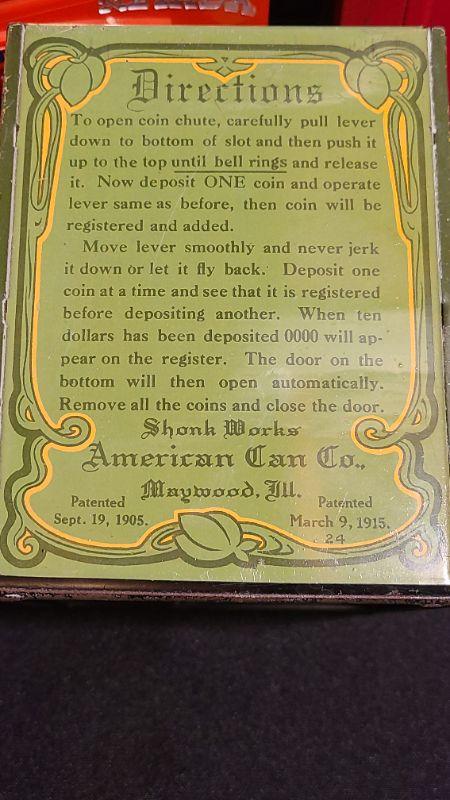 Directions
To open coin chute, carefully pull lever
down to bottom of slot and then push it
up to the top until bell rings and release
it. Now deposit ONE coin and operate
lever same as before, then coin will be
registered and added.
Move lever smoothly and never jerk
it down or let it fly back. Deposit one
coin at a time and see that it is registered
before depositing another. When ten
dollars has been deposited 0000 will ap-
pear on the register. The door on the
bottom will then open automatically.
Remove all the coins and close the door.
Shonk Works
American Can Co.,
Maywood, Ill.
Patented
Sept. 19, 1905.
Patented
March 9, 1915.
24